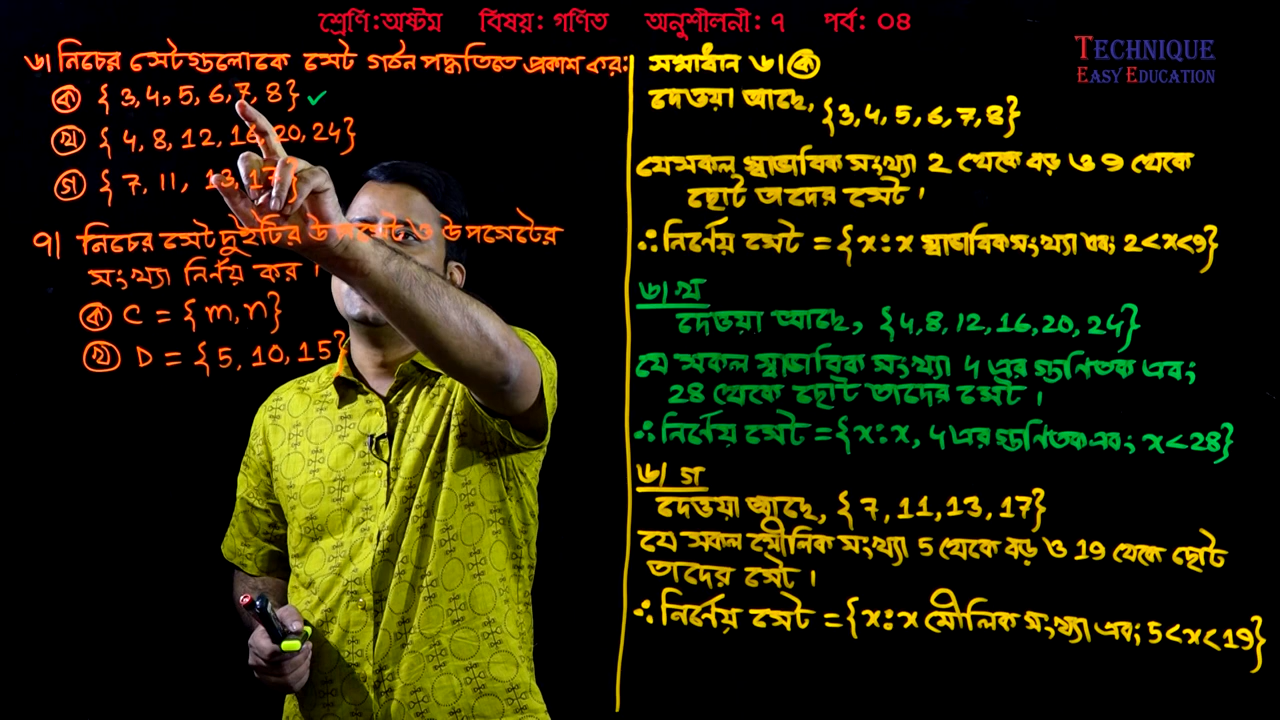 শ্রেণি:অষ্টম বিষয়: গণিত অনুশীলনী: ৭ পর্ব: ০৪
TECHNIQUE
EASY EDUCATION
৬। নিচের সেটগুলোকে সেট গঠন পদ্ধতিতে প্রকাশ কর:
ক {3,4,5,6,7,8} ✓
খ {4,8,12,16,20,24}
গ {7,11,13,17}
৭। নিচের সেট দুইটির উপসেট ও উপসেটের
সংখ্যা নির্ণয় কর।
ক C = {m,n}
খ D = {5,10,15}
সমাধান ৬। ক
দেওয়া আছে, {3,4,5,6,7,8}
যেসকল স্বাভাবিক সংখ্যা 2 থেকে বড় ও 9 থেকে
ছোট তাদের সেট।
∴ নির্ণেয় সেট = {x:x স্বাভাবিক সংখ্যা এবং 2<x<9}
৬। খ
দেওয়া আছে, {4,8,12,16,20,24}
যে সকল স্বাভাবিক সংখ্যা 4 এর গুণিতক এবং
28 থেকে ছোট তাদের সেট।
∴ নির্ণেয় সেট = {x:x, 4 এর গুণিতক এবং x<28}
৬। গ
দেওয়া আছে, {7,11,13,17}
যে সকল মৌলিক সংখ্যা 5 থেকে বড় ও 19 থেকে ছোট
তাদের সেট।
∴ নির্ণেয় সেট = {x:x মৌলিক সংখ্যা এবং 5<x<19}